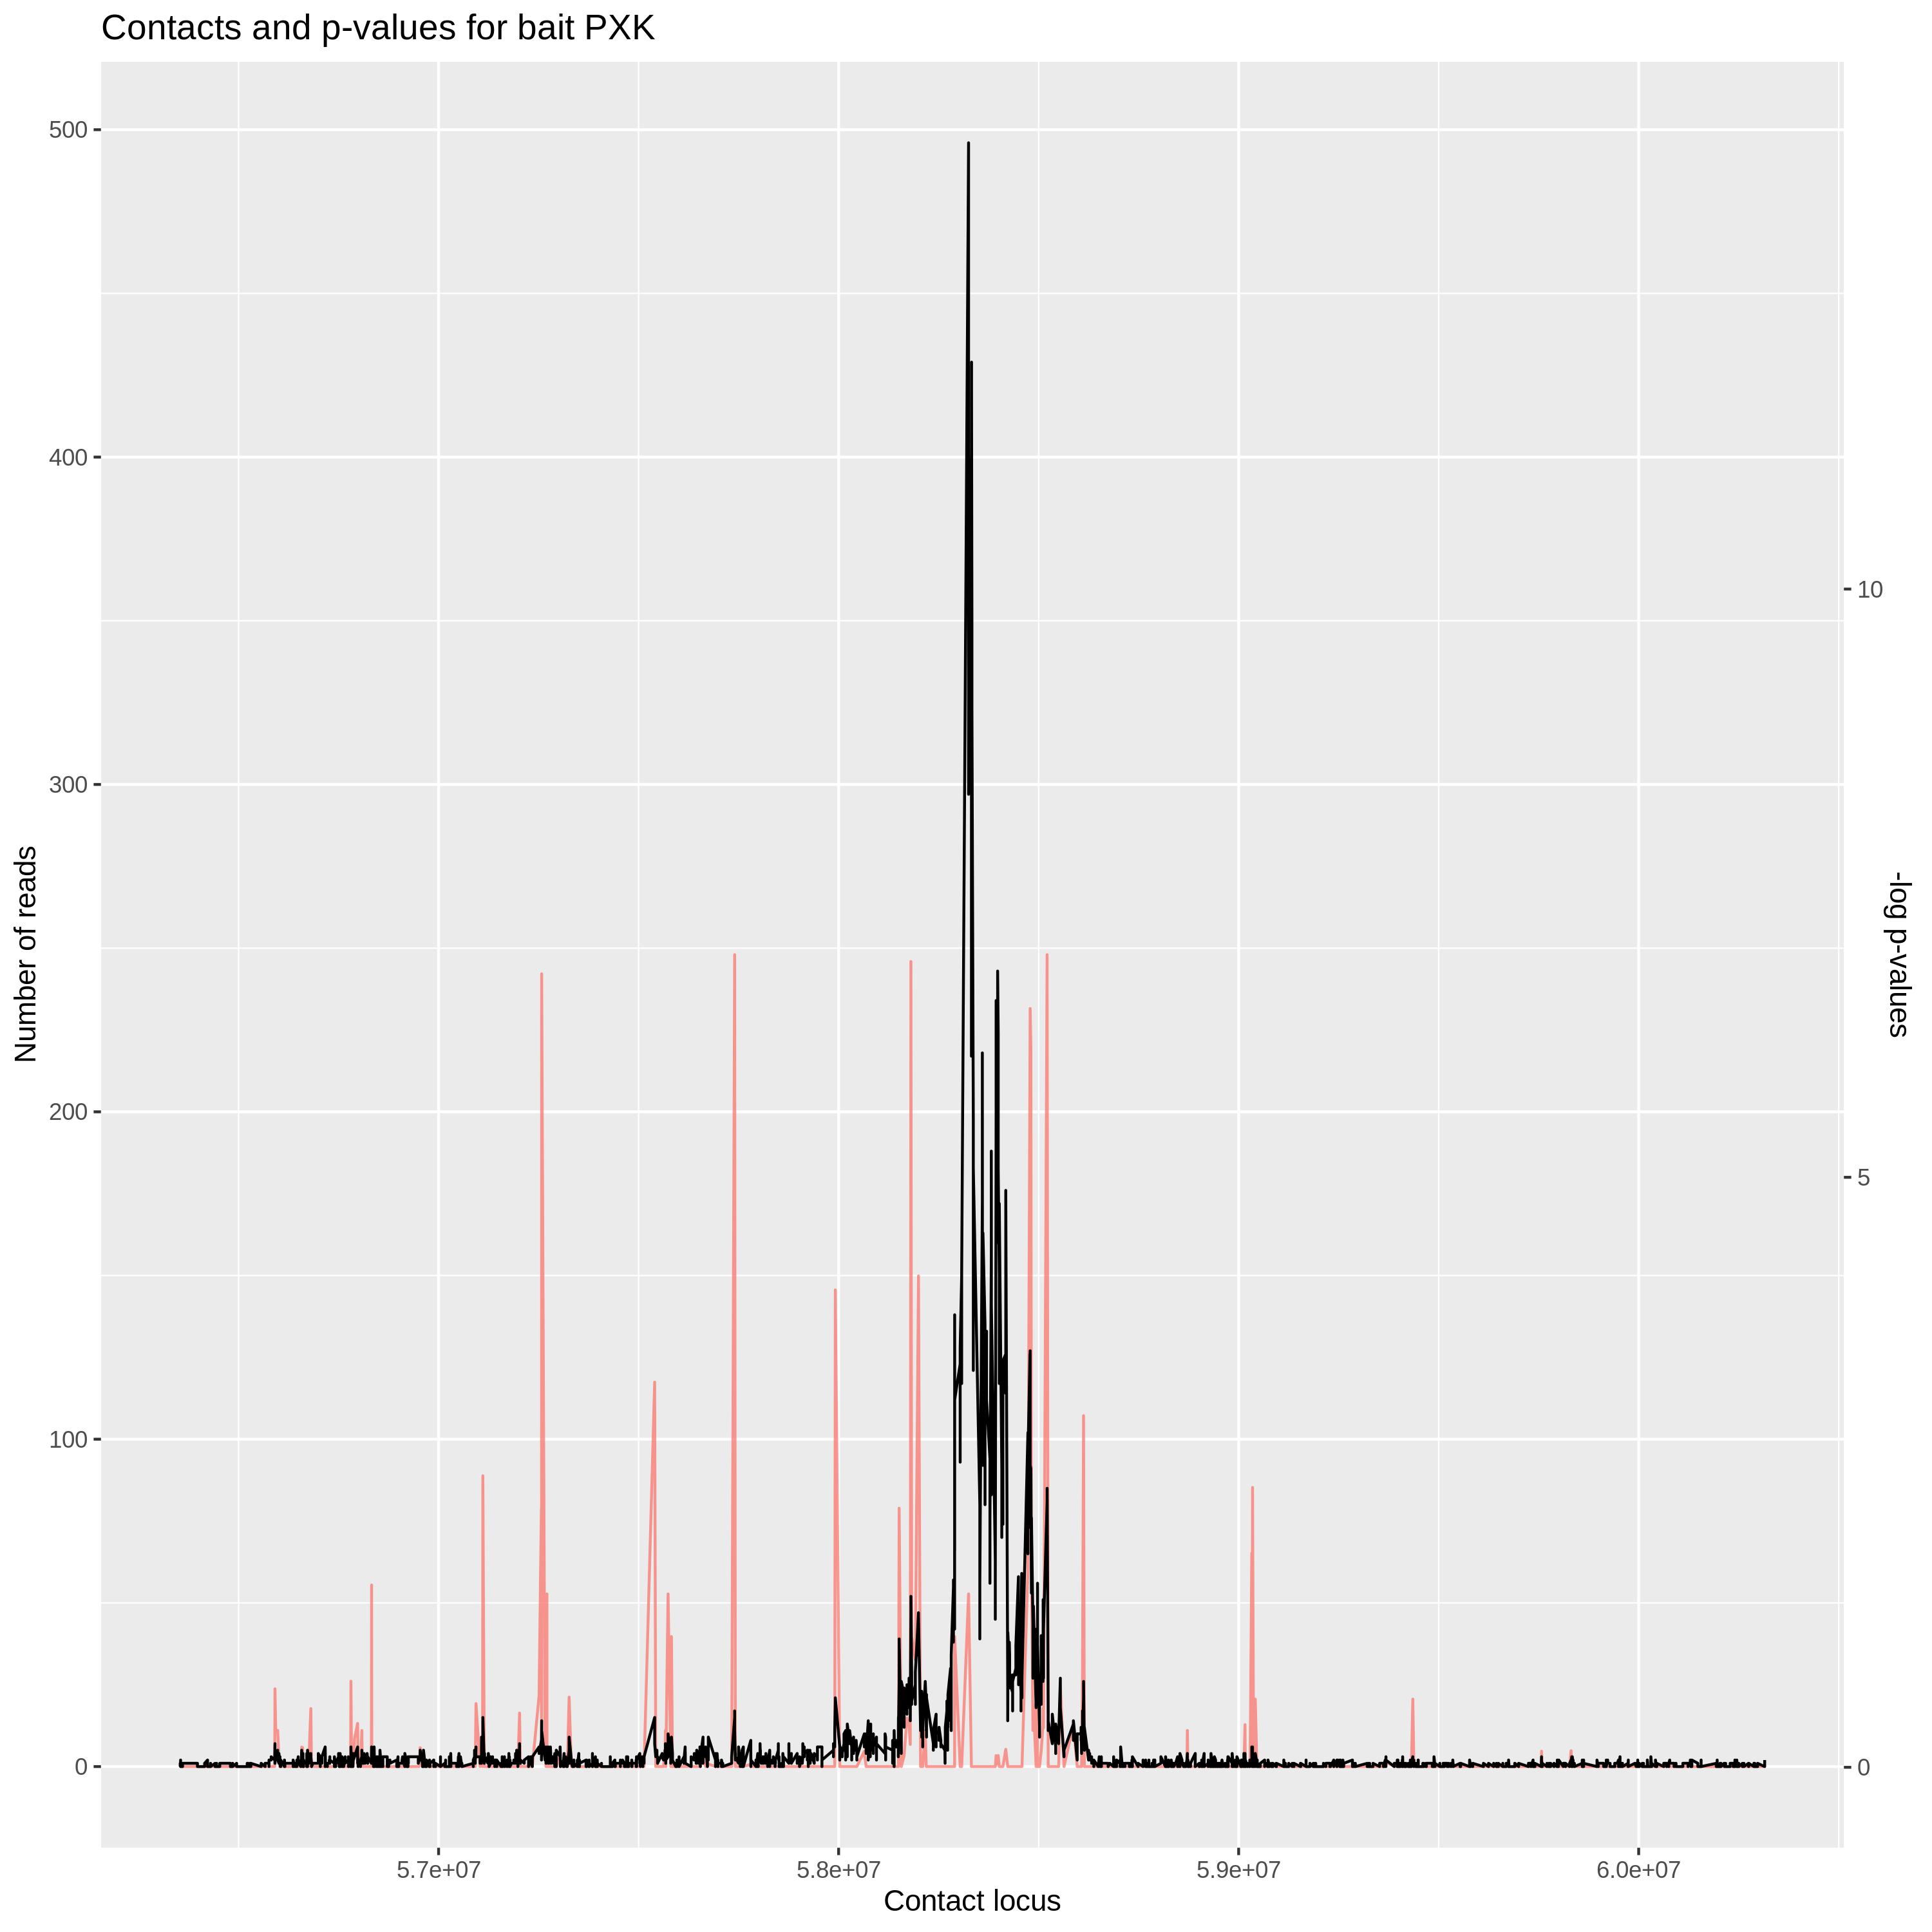 Contacts and p-values for bait PXK
500
400
300
200
100
0
Number of reads
10
5
0
-log p-values
5.7e+07
5.8e+07
5.9e+07
6.0e+07
Contact locus